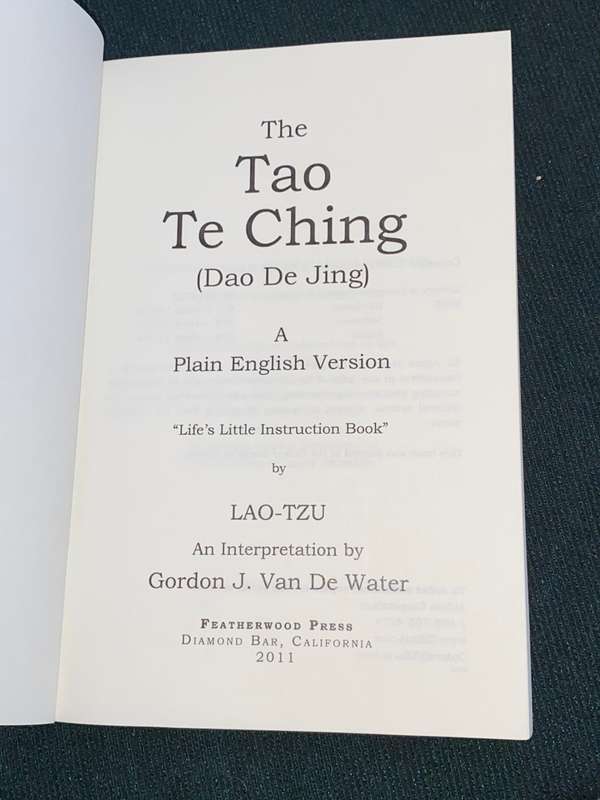 The
Tao
Te Ching
(Dao De Jing)
A
Plain English Version
"Life's Little Instruction Book"
by
LAO-TZU
An Interpretation by
Gordon J. Van De Water
FEATHERWOOD PRESS
DIAMOND BAR, CALIFORNIA
2011